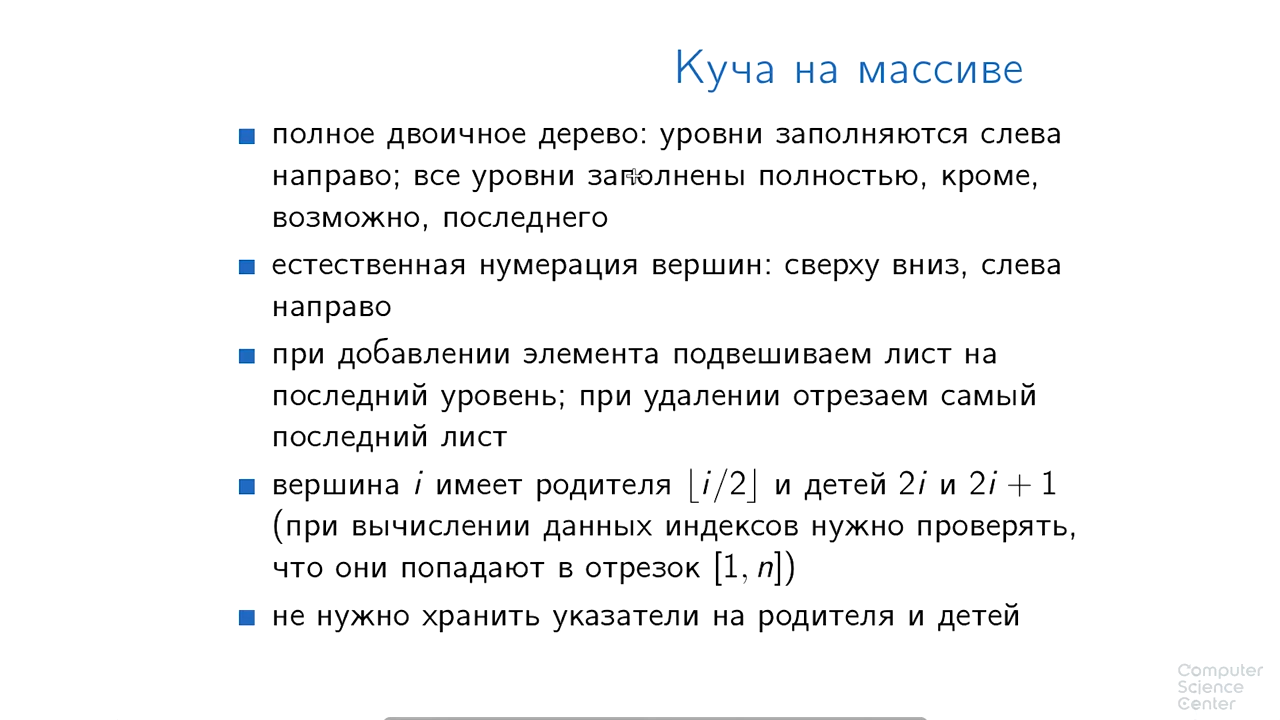 Куча на массиве
полное двоичное дерево: уровни заполняются слева
направо; все уровни заполнены полностью, кроме,
возможно, последнего
естественная нумерация вершин: сверху вниз, слева
направо
при добавлении элемента подвешиваем лист на
последний уровень; при удалении отрезаем самый
последний лист
вершина i имеет родителя ⌊i/2⌋ и детей 2i и 2i + 1
(при вычислении данных индексов нужно проверять,
что они попадают в отрезок [1, n])
не нужно хранить указатели на родителя и детей
Computer
Science
Center